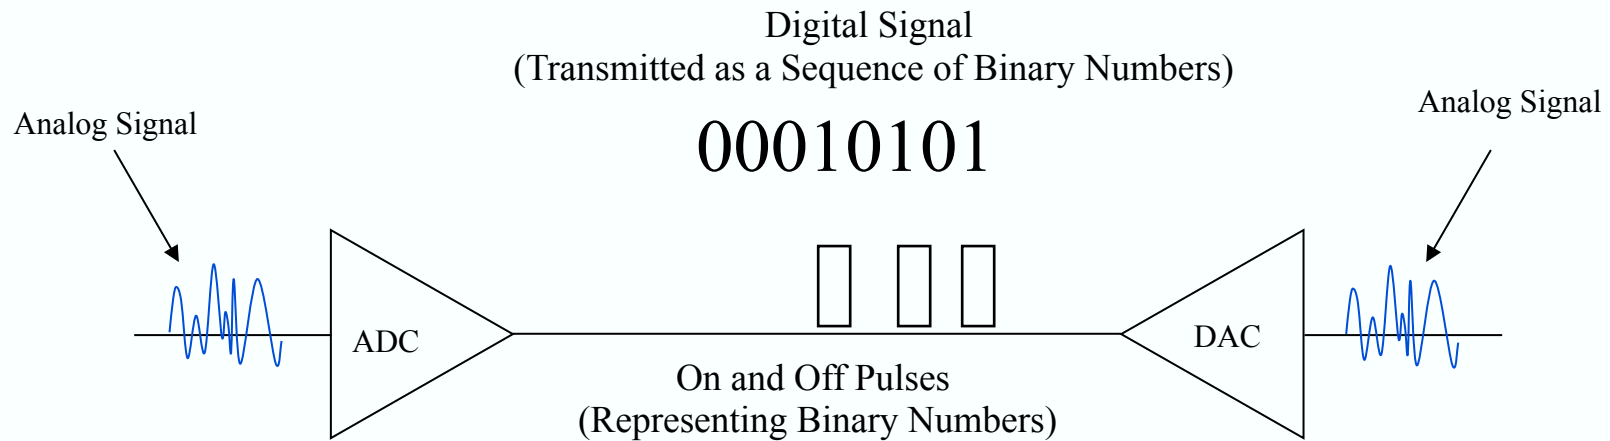 Digital Signal
(Transmitted as a Sequence of Binary Numbers)
Analog Signal
Analog Signal
00010101
ADC
DAC
On and Off Pulses
(Representing Binary Numbers)